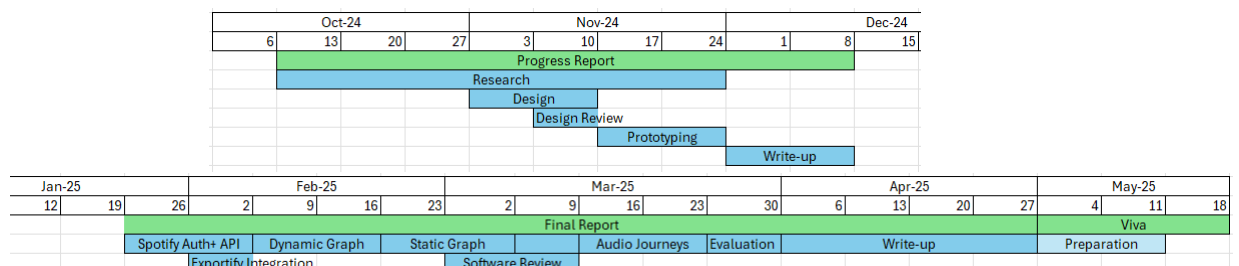 Oct-24 Nov-24 Dec-24
6 13 20 27 3 10 17 24 1 8 15
Progress Report
Research
Design
Design Review
Prototyping
Write-up
Jan-25 Feb-25 Mar-25 Apr-25 May-25
12 19 26 2 9 16 23 2 9 16 23 30 6 13 20 27 4 11 18
Final Report Viva
Spotify Auth+ API Dynamic Graph Static Graph Audio Journeys Evaluation Write-up Preparation
Exportify Integration Software Review